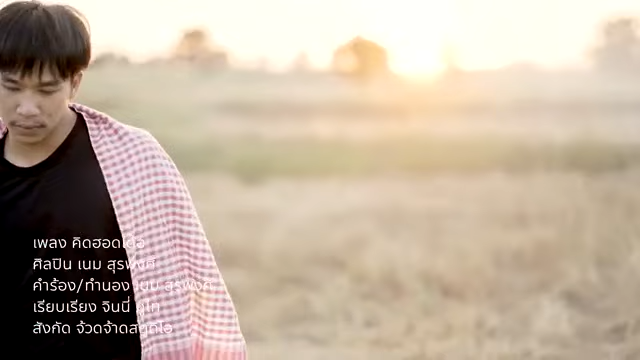 เพลง คิดฮอดเด้อ
ศิลปิน เนม สุรพงศ์
คำร้อง/ทำนอง เนม สุรพงศ์
เรียบเรียง จินนี่ ภูไท
สังกัด จ้วดจ้าดสตูดิโอ